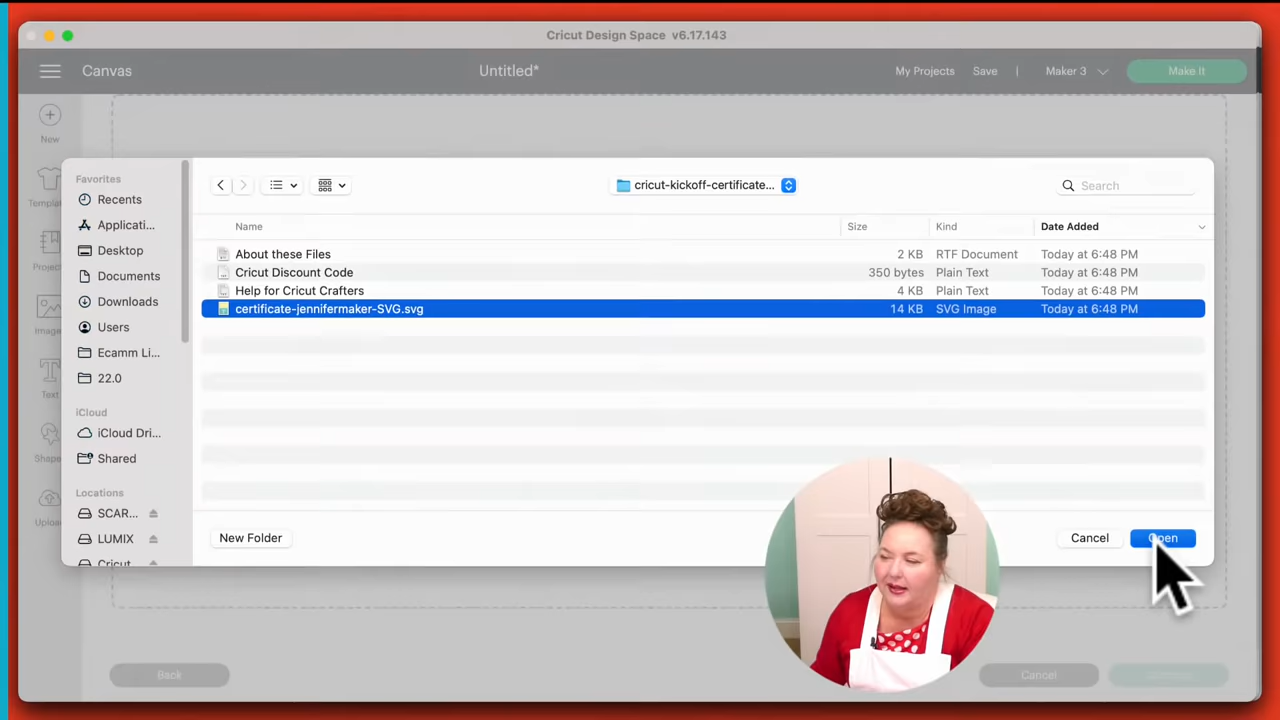 Cricut Design Space v6.17.143
Canvas
Untitled*
My Projects Save | Maker 3
Make It
New
Favorites
Recents
Applicati...
Desktop
Documents
Downloads
Users
Ecamm Li...
22.0
iCloud
iCloud Dri...
Shared
Locations
SCAR...
LUMIX
Cricut
cricut-kickoff-certificate...
Search
Name Size Kind Date Added
About these Files 2 KB RTF Document Today at 6:48 PM
Cricut Discount Code 350 bytes Plain Text Today at 6:48 PM
Help for Cricut Crafters 4 KB Plain Text Today at 6:48 PM
certificate-jennifermaker-SVG.svg 14 KB SVG Image Today at 6:48 PM
New Folder
Cancel
Open
Text
Back
Cancel